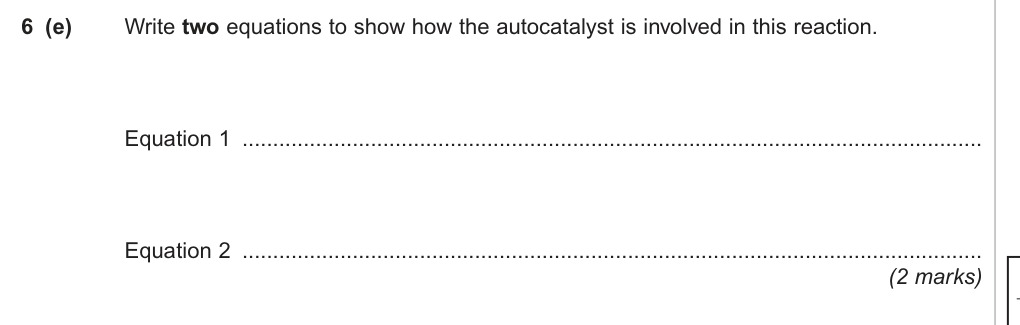 6 (e) Write two equations to show how the autocatalyst is involved in this reaction.
Equation 1 ..............................................................................................................................
Equation 2 ..............................................................................................................................
(2 marks)